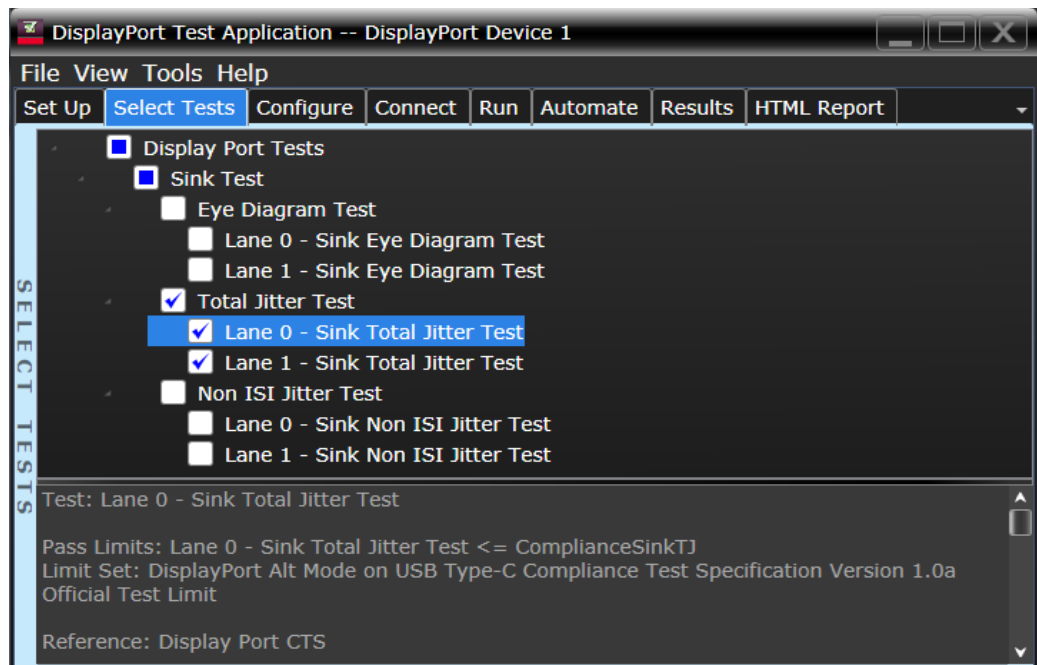 DisplayPort Test Application -- DisplayPort Device 1
File View Tools Help
Set Up Select Tests Configure Connect Run Automate Results HTML Report
SELECT TESTS
Display Port Tests
Sink Test
Eye Diagram Test
Lane 0 - Sink Eye Diagram Test
Lane 1 - Sink Eye Diagram Test
Total Jitter Test
Lane 0 - Sink Total Jitter Test
Lane 1 - Sink Total Jitter Test
Non ISI Jitter Test
Lane 0 - Sink Non ISI Jitter Test
Lane 1 - Sink Non ISI Jitter Test
Test: Lane 0 - Sink Total Jitter Test
Pass Limits: Lane 0 - Sink Total Jitter Test <= ComplianceSinkTJ
Limit Set: DisplayPort Alt Mode on USB Type-C Compliance Test Specification Version 1.0a
Official Test Limit
Reference: Display Port CTS